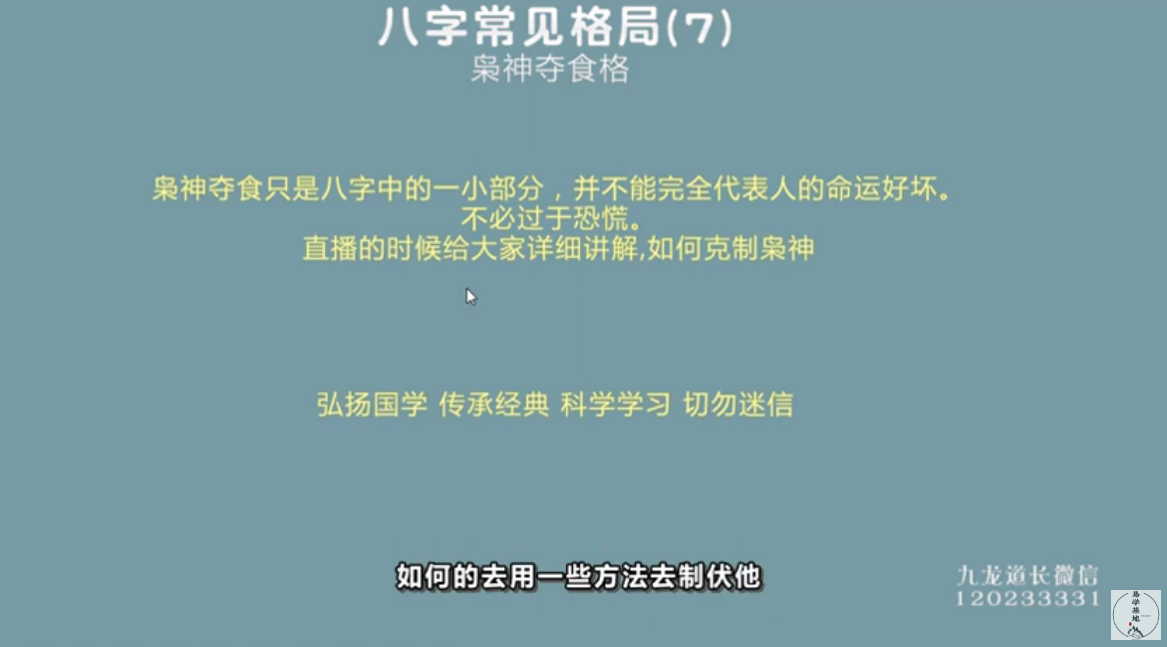 八字常见格局(7)
枭神夺食格
枭神夺食只是八字中的一小部分，并不能完全代表人的命运好坏。
不必过于恐慌。
直播的时候给大家详细讲解,如何克制枭神
弘扬国学 传承经典 科学学习 切勿迷信
如何的去用一些方法去制伏他
九龙道长微信
120233331
易学基地